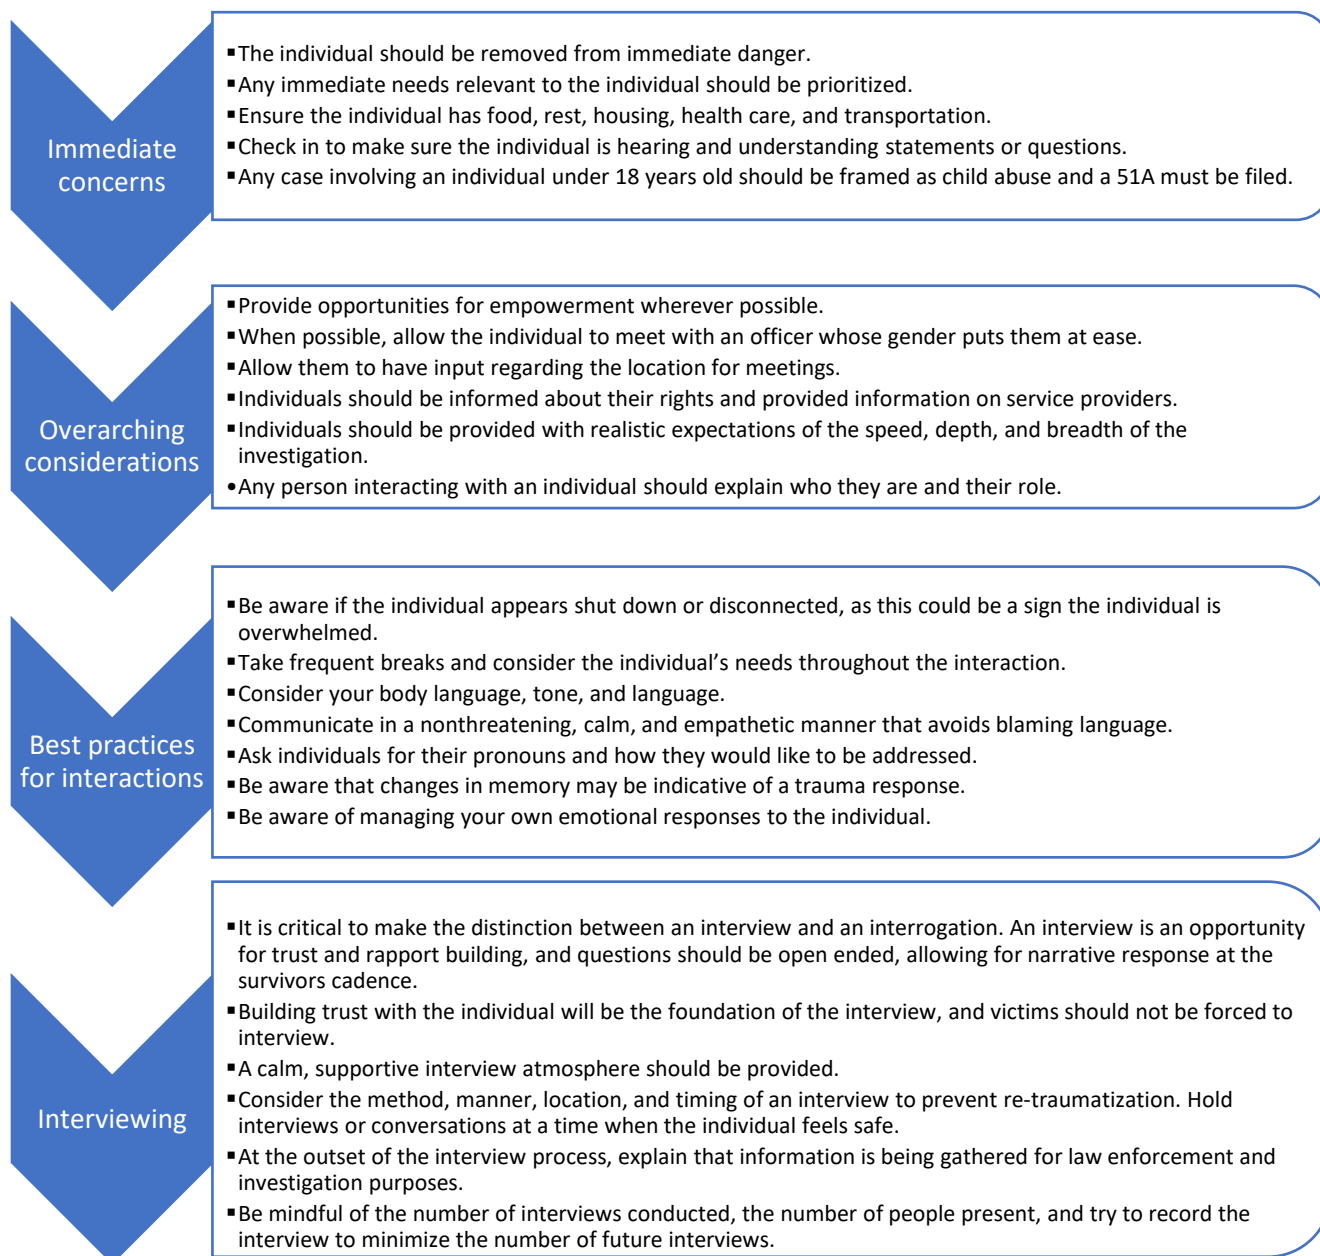 Immediate
concerns
▪The individual should be removed from immediate danger.
▪Any immediate needs relevant to the individual should be prioritized.
▪Ensure the individual has food, rest, housing, health care, and transportation.
▪Check in to make sure the individual is hearing and understanding statements or questions.
▪Any case involving an individual under 18 years old should be framed as child abuse and a 51A must be filed.
Overarching
considerations
▪Provide opportunities for empowerment wherever possible.
▪When possible, allow the individual to meet with an officer whose gender puts them at ease.
▪Allow them to have input regarding the location for meetings.
▪Individuals should be informed about their rights and provided information on service providers.
▪Individuals should be provided with realistic expectations of the speed, depth, and breadth of the
investigation.
•Any person interacting with an individual should explain who they are and their role.
Best practices
for interactions
▪Be aware if the individual appears shut down or disconnected, as this could be a sign the individual is
overwhelmed.
▪Take frequent breaks and consider the individual’s needs throughout the interaction.
▪Consider your body language, tone, and language.
▪Communicate in a nonthreatening, calm, and empathetic manner that avoids blaming language.
▪Ask individuals for their pronouns and how they would like to be addressed.
▪Be aware that changes in memory may be indicative of a trauma response.
▪Be aware of managing your own emotional responses to the individual.
Interviewing
▪It is critical to make the distinction between an interview and an interrogation. An interview is an opportunity
for trust and rapport building, and questions should be open ended, allowing for narrative response at the
survivors cadence.
▪Building trust with the individual will be the foundation of the interview, and victims should not be forced to
interview.
▪A calm, supportive interview atmosphere should be provided.
▪Consider the method, manner, location, and timing of an interview to prevent re-traumatization. Hold
interviews or conversations at a time when the individual feels safe.
▪At the outset of the interview process, explain that information is being gathered for law enforcement and
investigation purposes.
▪Be mindful of the number of interviews conducted, the number of people present, and try to record the
interview to minimize the number of future interviews.